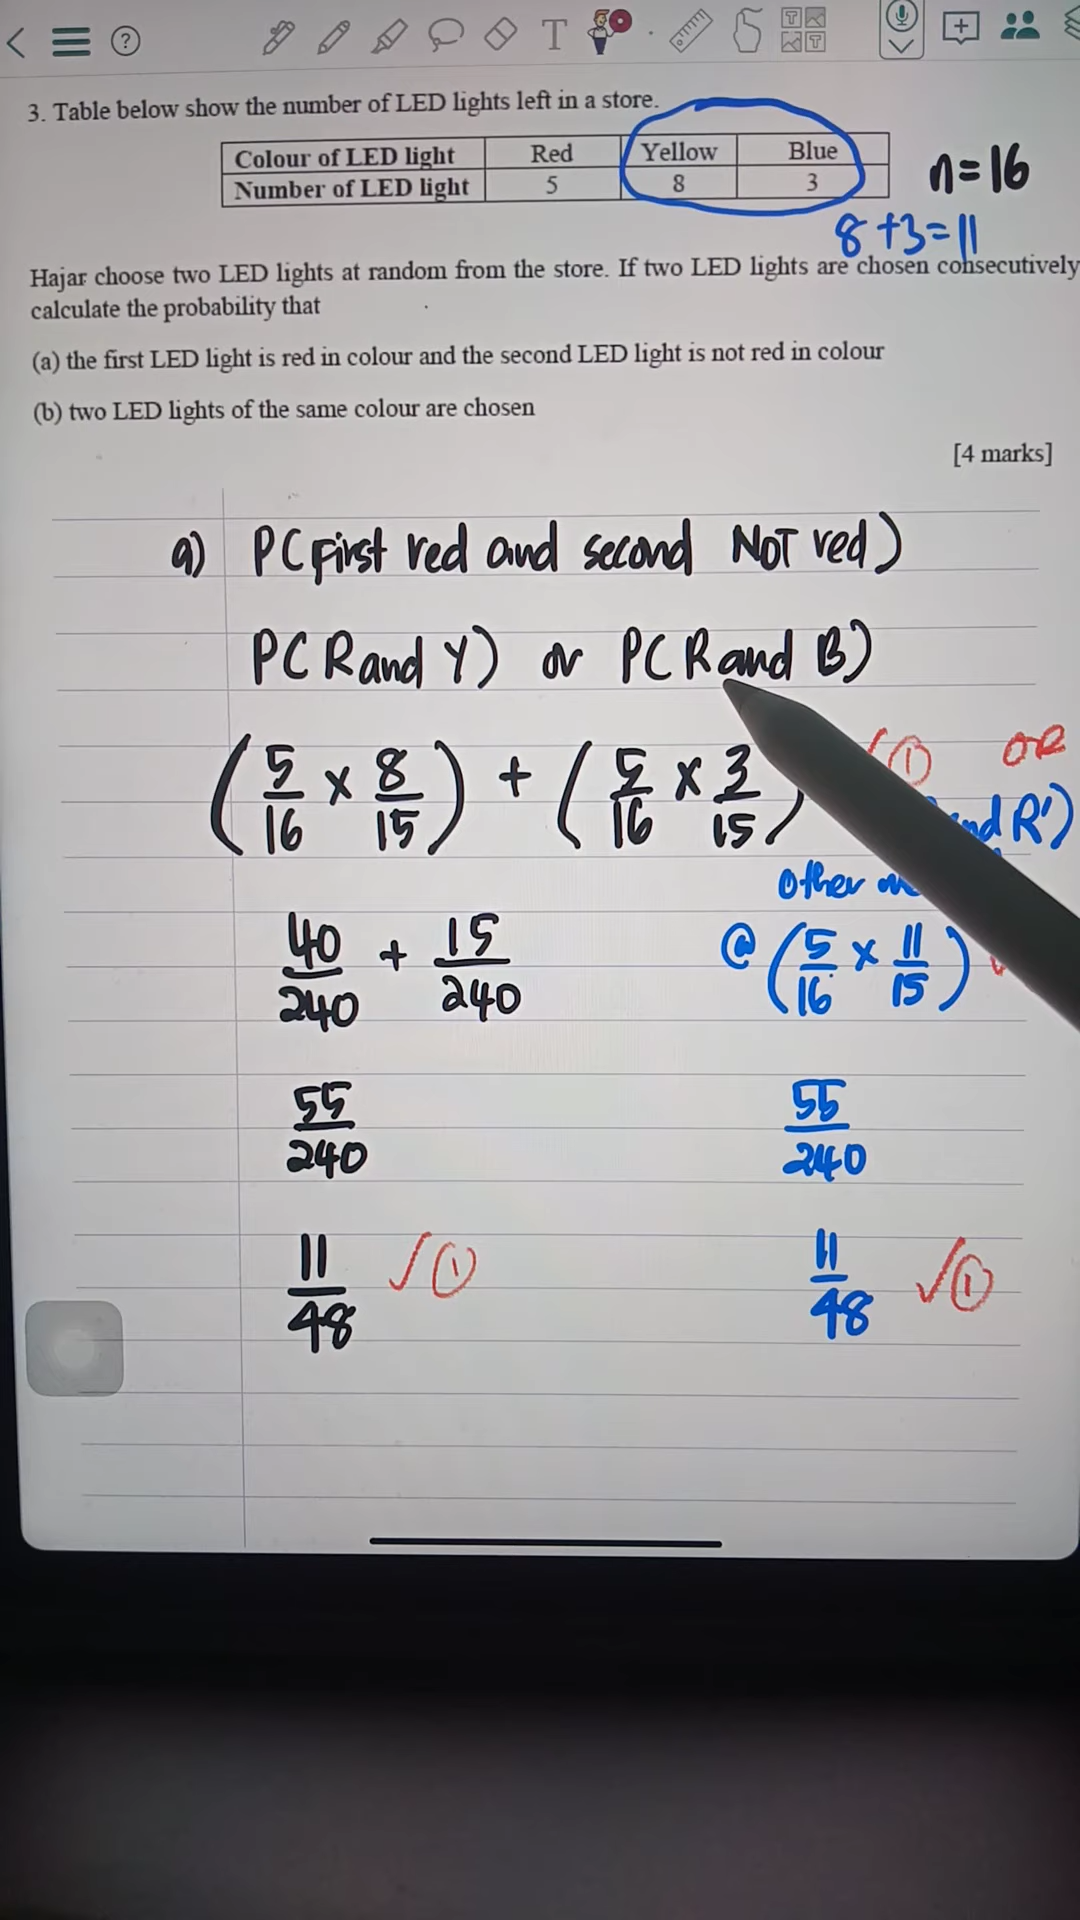 3. Table below show the number of LED lights left in a store.
Colour of LED light Red Yellow Blue
Number of LED light 5 8 3
n=16
8+3=11
Hajar choose two LED lights at random from the store. If two LED lights are chosen consecutively
calculate the probability that
(a) the first LED light is red in colour and the second LED light is not red in colour
(b) two LED lights of the same colour are chosen
[4 marks]
a) P(First red and second NOT red)
P(R and Y) or P(R and B)
(5/16 x 8/15) + (5/16 x 3/15) √① OR
and R')
Other
40/240 + 15/240 @ (5/16 x 11/15)
55/240 55/240
11/48 √① 11/48 √①